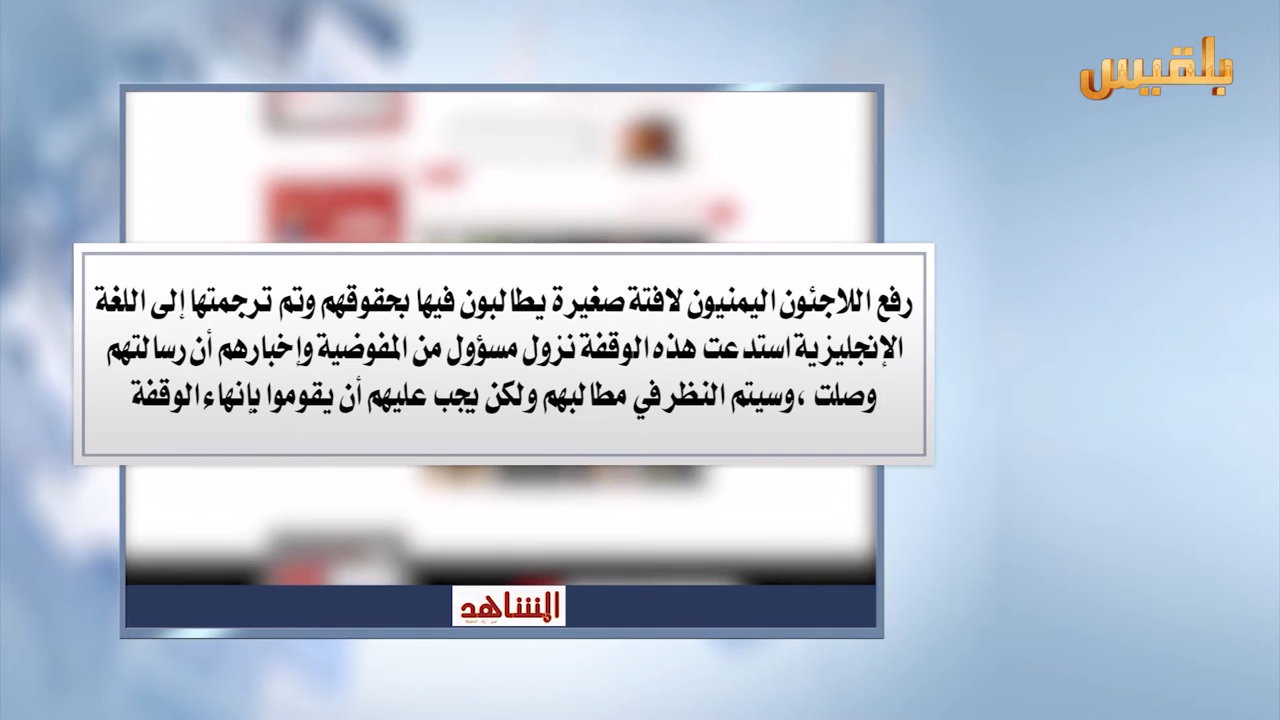 بلقيس
رفع اللاجئون اليمنيون لافتة صغيرة يطالبون فيها بحقوقهم وتم ترجمتها إلى اللغة
الإنجليزية استدعت هذه الوقفة نزول مسؤول من المفوضية وإخبارهم أن رسالتهم
وصلت ، وسيتم النظر في مطالبهم ولكن يجب عليهم أن يقوموا بإنهاء الوقفة
المشاهد